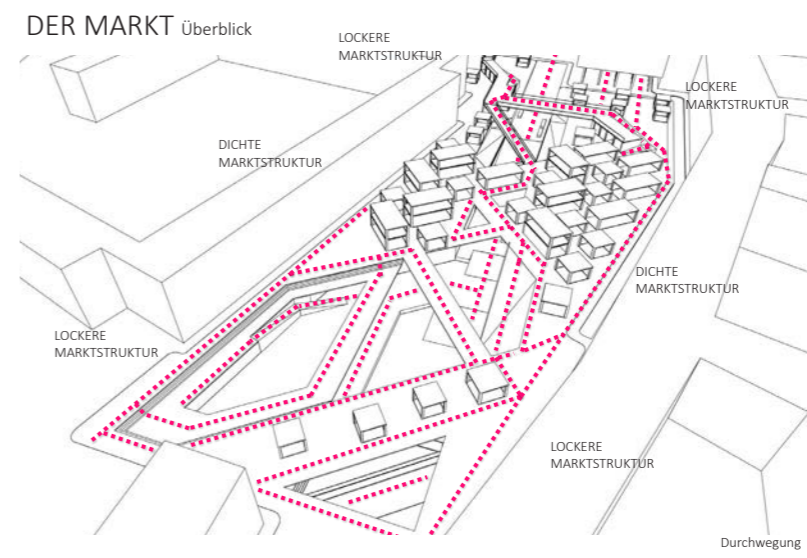 DER MARKT Überblick
LOCKERE
MARKTSTRUKTUR
LOCKERE
MARKTSTRUKTUR
DICHTE
MARKTSTRUKTUR
DICHTE
MARKTSTRUKTUR
LOCKERE
MARKTSTRUKTUR
LOCKERE
MARKTSTRUKTUR
Durchwegung